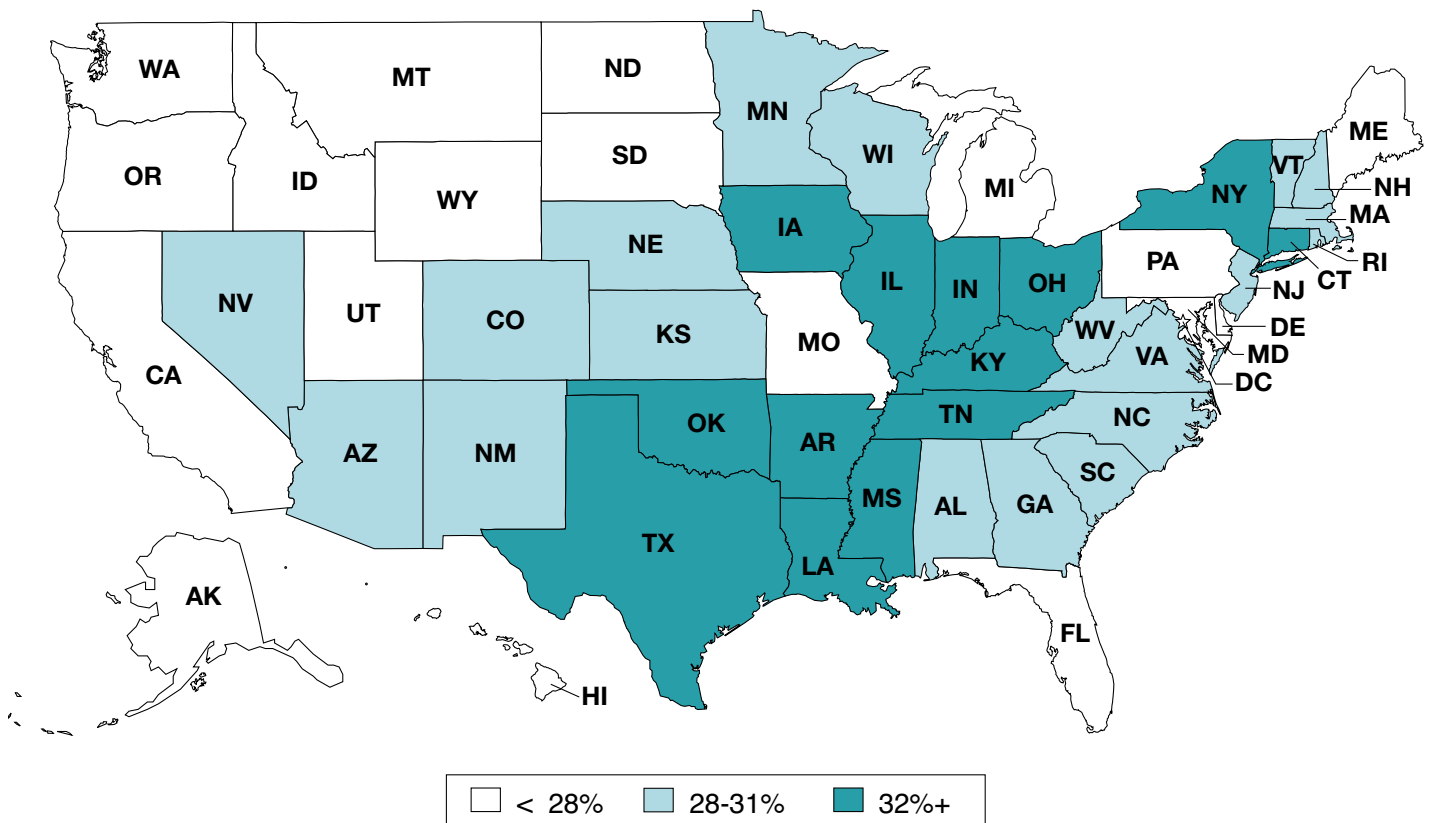 WA
MT
ND
MN
ME
OR
ID
SD
WI
MI
VT
NH
NY
MA
WY
IA
NE
PA
RI
CT
NV
UT
CO
IL
IN
OH
NJ
KS
MO
WV
VA
DE
MD
DC
CA
KY
AZ
NM
OK
AR
TN
NC
SC
MS
AL
GA
TX
LA
AK
FL
HI
< 28%
28-31%
32%+